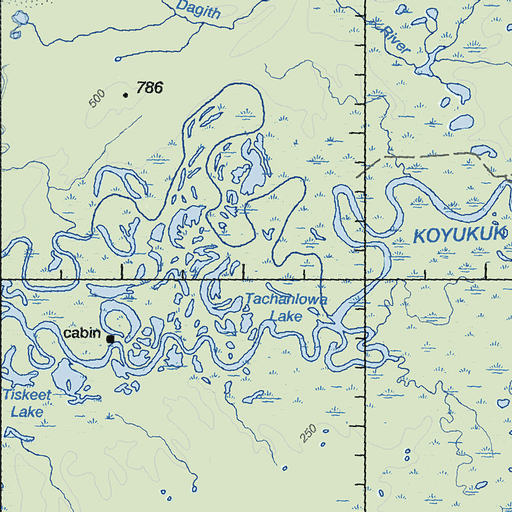 Dagith
River
786
500
KOYUKUK
Tachanlowa
Lake
cabin
Tiskeet
Lake
250